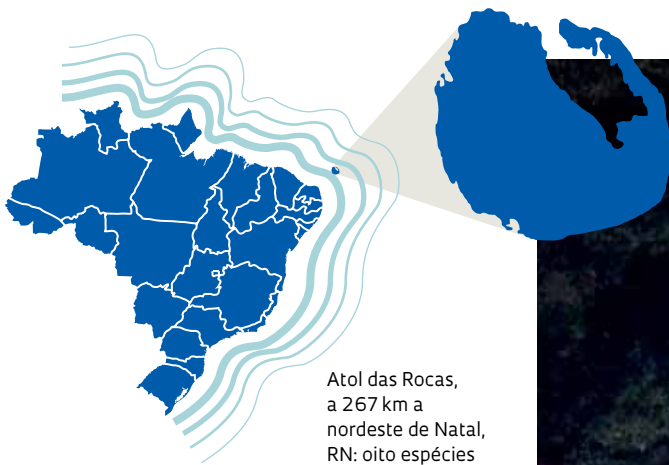 Atol das Rocas,
a 267 km a
nordeste de Natal,
RN: oito espécies